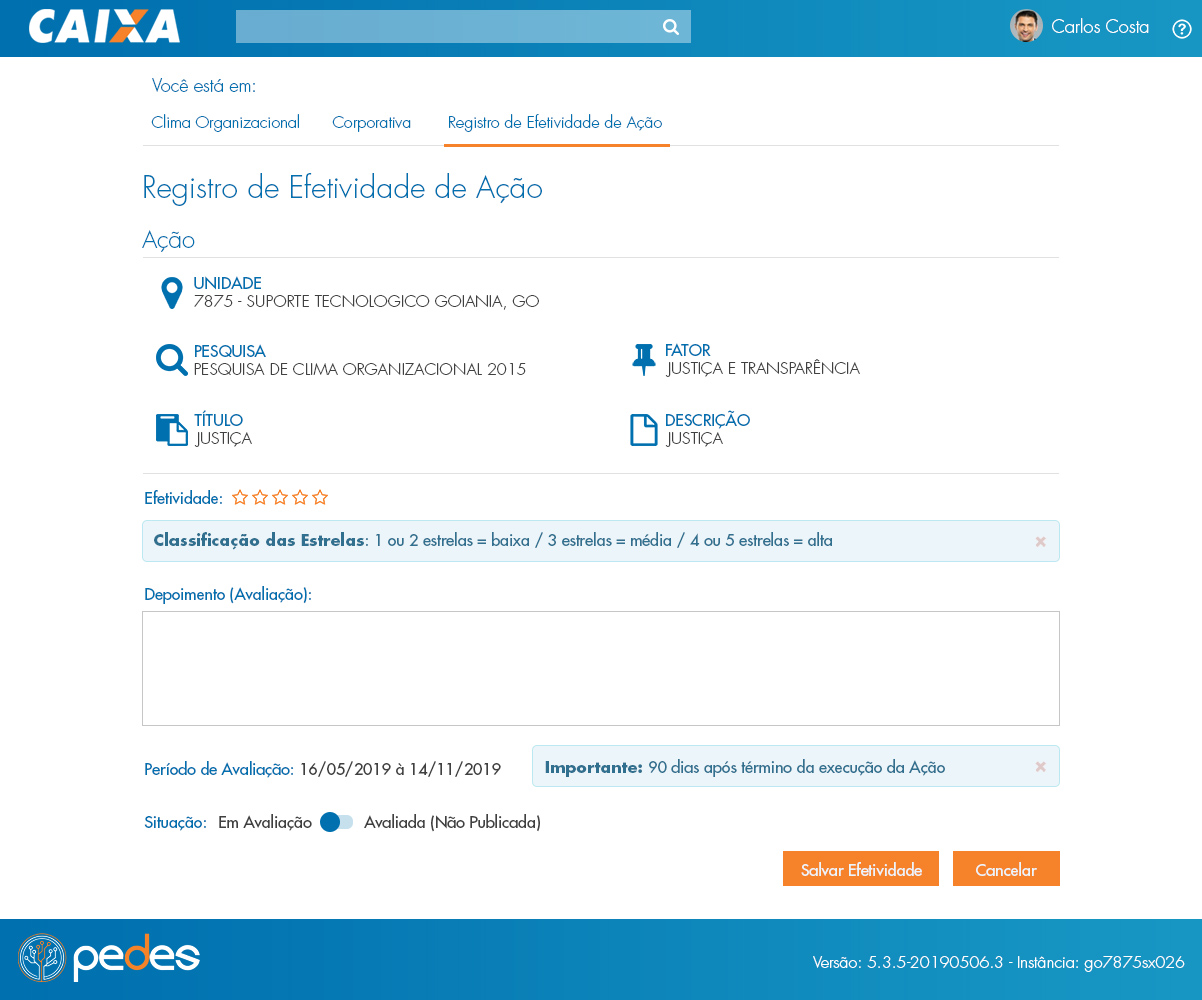 CAIXA
Carlos Costa
Você está em:
Clima Organizacional Corporativa Registro de Efetividade de Ação
Registro de Efetividade de Ação
Ação
UNIDADE
7875 - SUPORTE TECNOLOGICO GOIANIA, GO
PESQUISA
PESQUISA DE CLIMA ORGANIZACIONAL 2015
FATOR
JUSTIÇA E TRANSPARÊNCIA
TÍTULO
JUSTIÇA
DESCRIÇÃO
JUSTIÇA
Efetividade:
Classificação das Estrelas: 1 ou 2 estrelas = baixa / 3 estrelas = média / 4 ou 5 estrelas = alta
Depoimento (Avaliação):
Período de Avaliação: 16/05/2019 à 14/11/2019
Importante: 90 dias após término da execução da Ação
Situação: Em Avaliação Avaliada (Não Publicada)
Salvar Efetividade Cancelar
pedes
Versão: 5.3.5-20190506.3 - Instância: go7875sx026